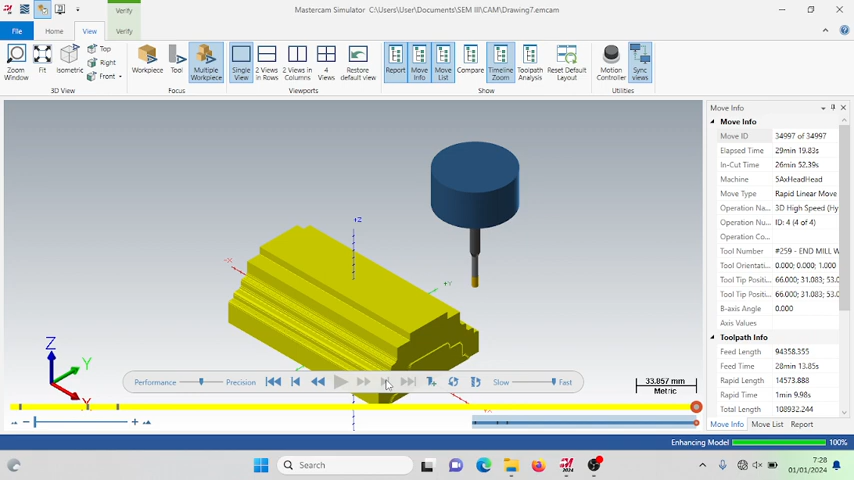 Verify
Mastercam Simulator C:\Users\User\Documents\SEM III\CAM\Drawing7.emcam
File
Home
View
Verify
Zoom Window
Fit
Isometric
Top
Right
Front
3D View
Workpiece
Tool
Multiple Workpiece
Focus
Single View
2 Views in Rows
2 Views in Columns
4 Views
Restore default view
Viewports
Report
Move Info
Move List
Compare
Timeline Zoom
Toolpath Analysis
Reset Default Layout
Show
Motion Controller
Sync views
Utilities
Move Info
Move Info
Move ID 34997 of 34997
Elapsed Time 29min 19.83s
In-Cut Time 26min 52.39s
Machine 5AxHeadHead
Move Type Rapid Linear Move
Operation Na... 3D High Speed (Hy
Operation Nu... ID: 4 (4 of 4)
Operation Co...
Tool Number #259 - END MILL W
Tool Orientatio... 0.000; 0.000; 1.000
Tool Tip Positi... 66.000; 31.083; 53.0
Tool Tip Positi... 66.000; 31.083; 53.0
B-axis Angle 0.000
Axis Values
Toolpath Info
Feed Length 94358.355
Feed Time 28min 13.85s
Rapid Length 14573.888
Rapid Time 1min 9.98s
Total Length 108932.244
+Z
-X
+Y
+X
Z
Y
Performance
Precision
Slow
Fast
33.857 mm
Metric
Move Info
Move List
Report
Enhancing Model
100%
Search
7:28
01/01/2024